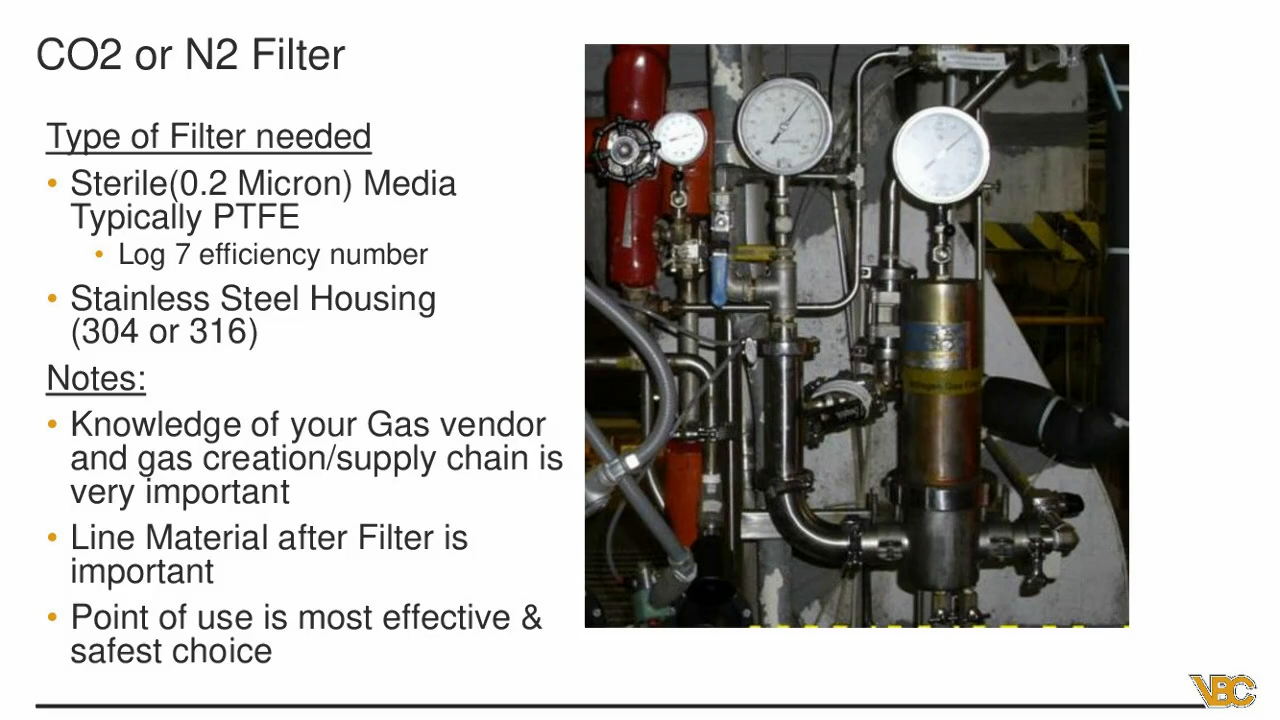 CO2 or N2 Filter
Type of Filter needed
• Sterile(0.2 Micron) Media
Typically PTFE
• Log 7 efficiency number
• Stainless Steel Housing
(304 or 316)
Notes:
• Knowledge of your Gas vendor
and gas creation/supply chain is
very important
• Line Material after Filter is
important
• Point of use is most effective &
safest choice
VBC